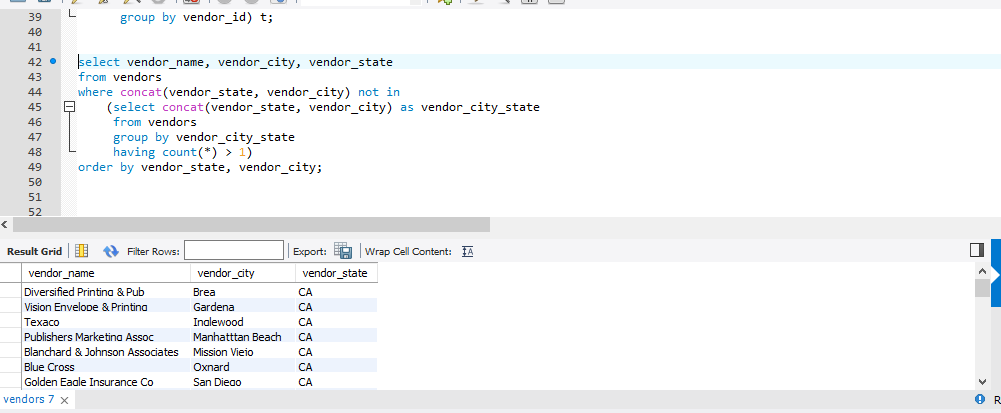 39 group by vendor_id) t;
40
41
42 select vendor_name, vendor_city, vendor_state
43 from vendors
44 where concat(vendor_state, vendor_city) not in
45 (select concat(vendor_state, vendor_city) as vendor_city_state
46 from vendors
47 group by vendor_city_state
48 having count(*) > 1)
49 order by vendor_state, vendor_city;
50
51
52
Result Grid Filter Rows: Export: Wrap Cell Content: IA
vendor_name vendor_city vendor_state
Diversified Printing & Pub Brea CA
Vision Envelope & Printing Gardena CA
Texaco Inglewood CA
Publishers Marketing Assoc Manhatttan Beach CA
Blanchard & Johnson Associates Mission Viejo CA
Blue Cross Oxnard CA
Golden Eagle Insurance Co San Diego CA
vendors 7 x R